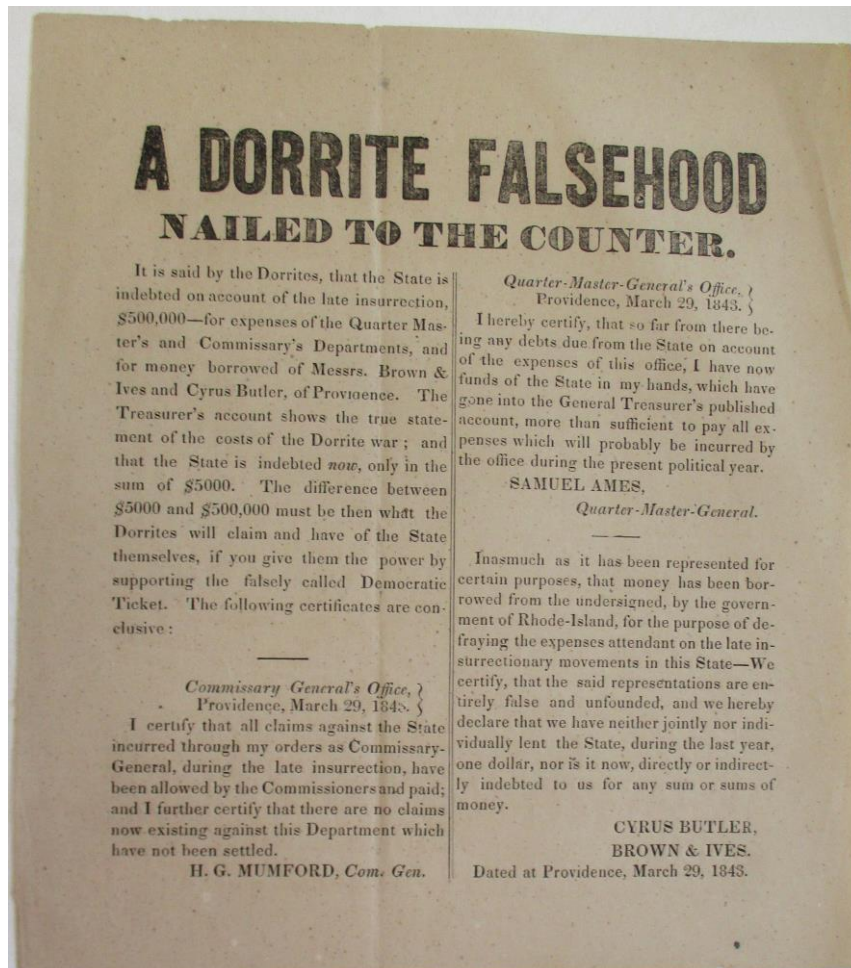 A DORRITE FALSEHOOD
NAILED TO THE COUNTER.
It is said by the Dorrites, that the State is
indebted on account of the late insurrection,
$500,000—for expenses of the Quarter Mas-
ter's and Commissary's Departments, and
for money borrowed of Messrs. Brown &
Ives and Cyrus Butler, of Providence. The
Treasurer's account shows the true state-
ment of the costs of the Dorrite war; and
that the State is indebted now, only in the
sum of $5000. The difference between
$5000 and $500,000 must be then what the
Dorrites will claim and have of the State
themselves, if you give them the power by
supporting the falsely called Democratic
Ticket. The following certificates are con-
clusive:
Commissary General's Office, }
Providence, March 29, 1843. }
I certify that all claims against the State
incurred through my orders as Commissary-
General, during the late insurrection, have
been allowed by the Commissioners and paid;
and I further certify that there are no claims
now existing against this Department which
have not been settled.
H. G. MUMFORD, Com. Gen.
Quarter-Master-General's Office, }
Providence, March 29, 1843. }
I hereby certify, that so far from there be-
ing any debts due from the State on account
of the expenses of this office, I have now
funds of the State in my hands, which have
gone into the General Treasurer's published
account, more than sufficient to pay all ex-
penses which will probably be incurred by
the office during the present political year.
SAMUEL AMES,
Quarter-Master-General.
Inasmuch as it has been represented for
certain purposes, that money has been bor-
rowed from the undersigned, by the govern-
ment of Rhode-Island, for the purpose of de-
fraying the expenses attendant on the late in-
surrectionary movements in this State—We
certify, that the said representations are en-
tirely false and unfounded, and we hereby
declare that we have neither jointly nor indi-
vidually lent the State, during the last year,
one dollar, nor is it now, directly or indirect-
ly indebted to us for any sum or sums of
money.
CYRUS BUTLER,
BROWN & IVES.
Dated at Providence, March 29, 1843.